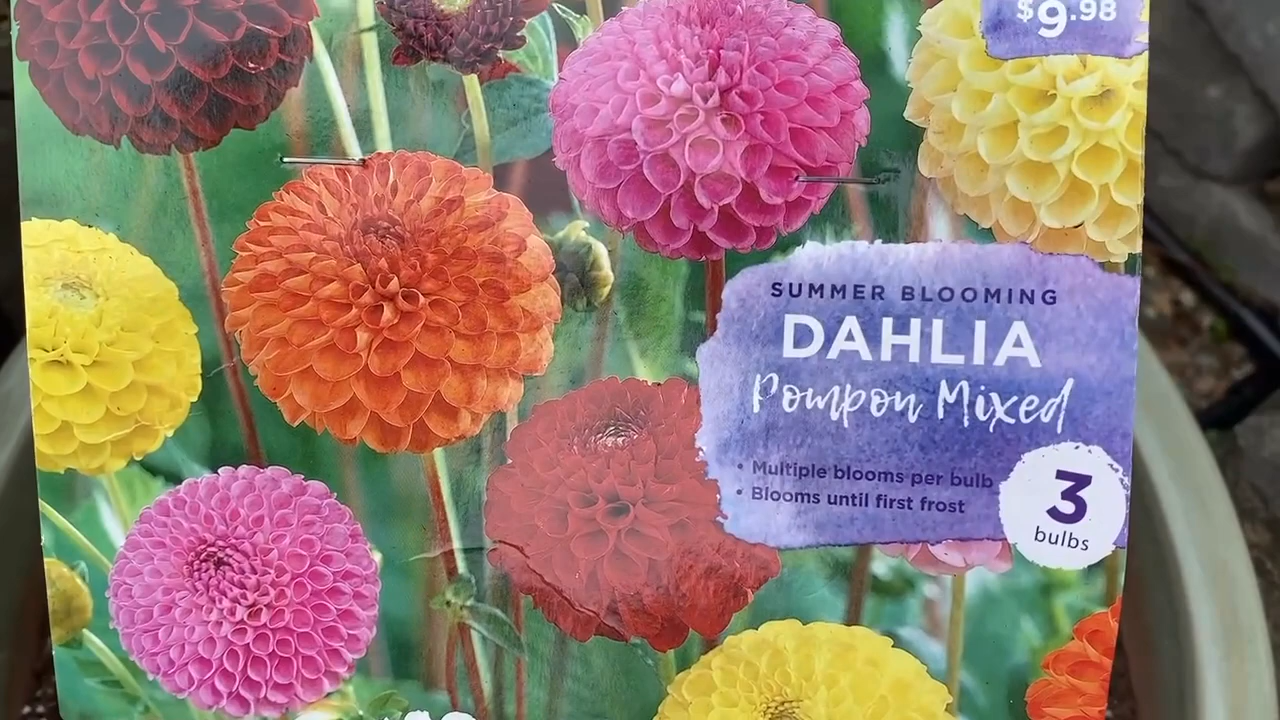 $9.98
SUMMER BLOOMING
DAHLIA
Pompon Mixed
• Multiple blooms per bulb
• Blooms until first frost
3
bulbs